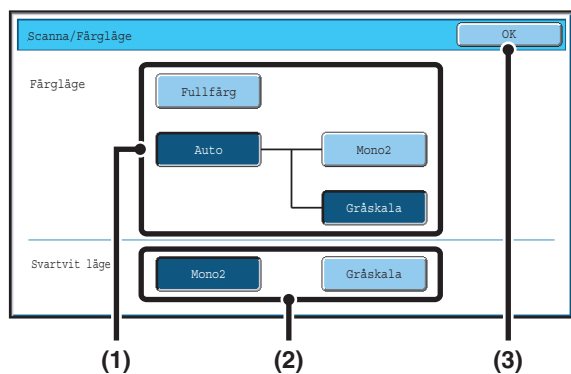 Scanna/Färgläge
OK
Färgläge
Fullfärg
Auto
Mono2
Gråskala
Svartvit läge
Mono2
Gråskala
(1)
(2)
(3)